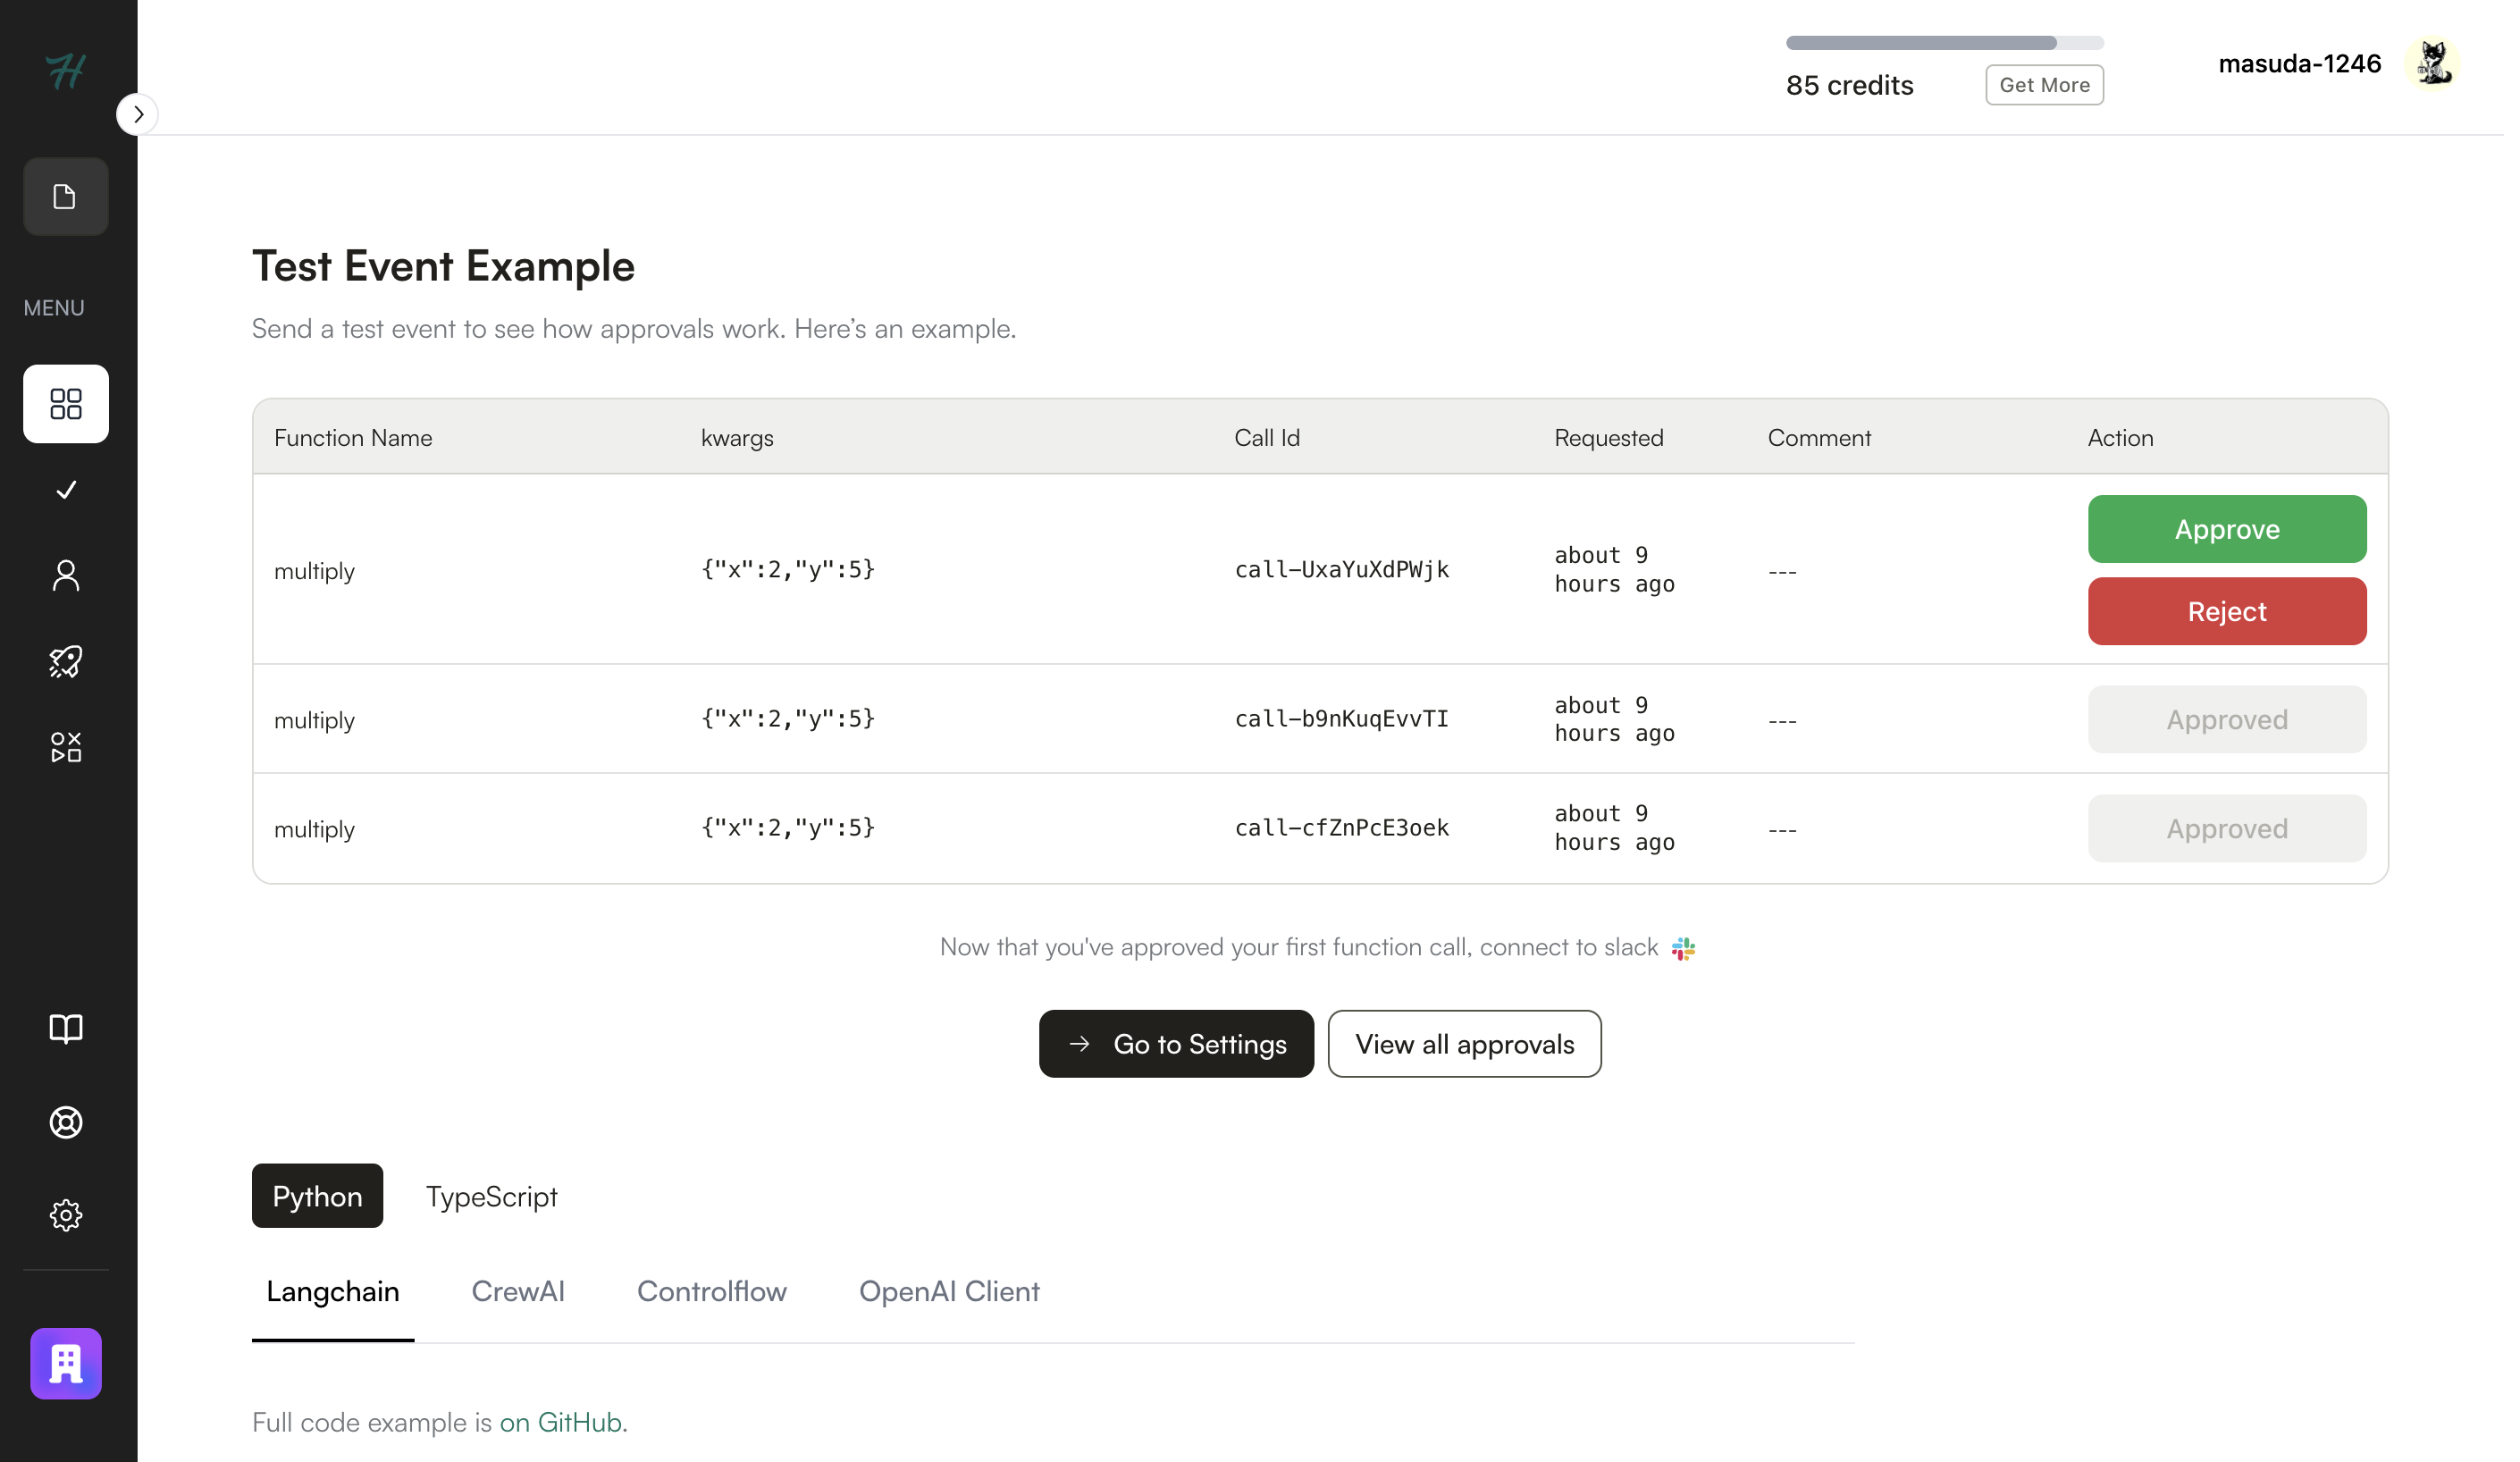 85 credits
Get More
masuda-1246
MENU
Test Event Example
Send a test event to see how approvals work. Here’s an example.
Function Name kwargs Call Id Requested Comment Action
multiply {"x":2,"y":5} call-UxaYuXdPWjk about 9 hours ago --- Approve
Reject
multiply {"x":2,"y":5} call-b9nKuqEvvTI about 9 hours ago --- Approved
multiply {"x":2,"y":5} call-cfZnPcE3oek about 9 hours ago --- Approved
Now that you've approved your first function call, connect to slack
Go to Settings View all approvals
Python TypeScript
Langchain CrewAI Controlflow OpenAI Client
Full code example is on GitHub.